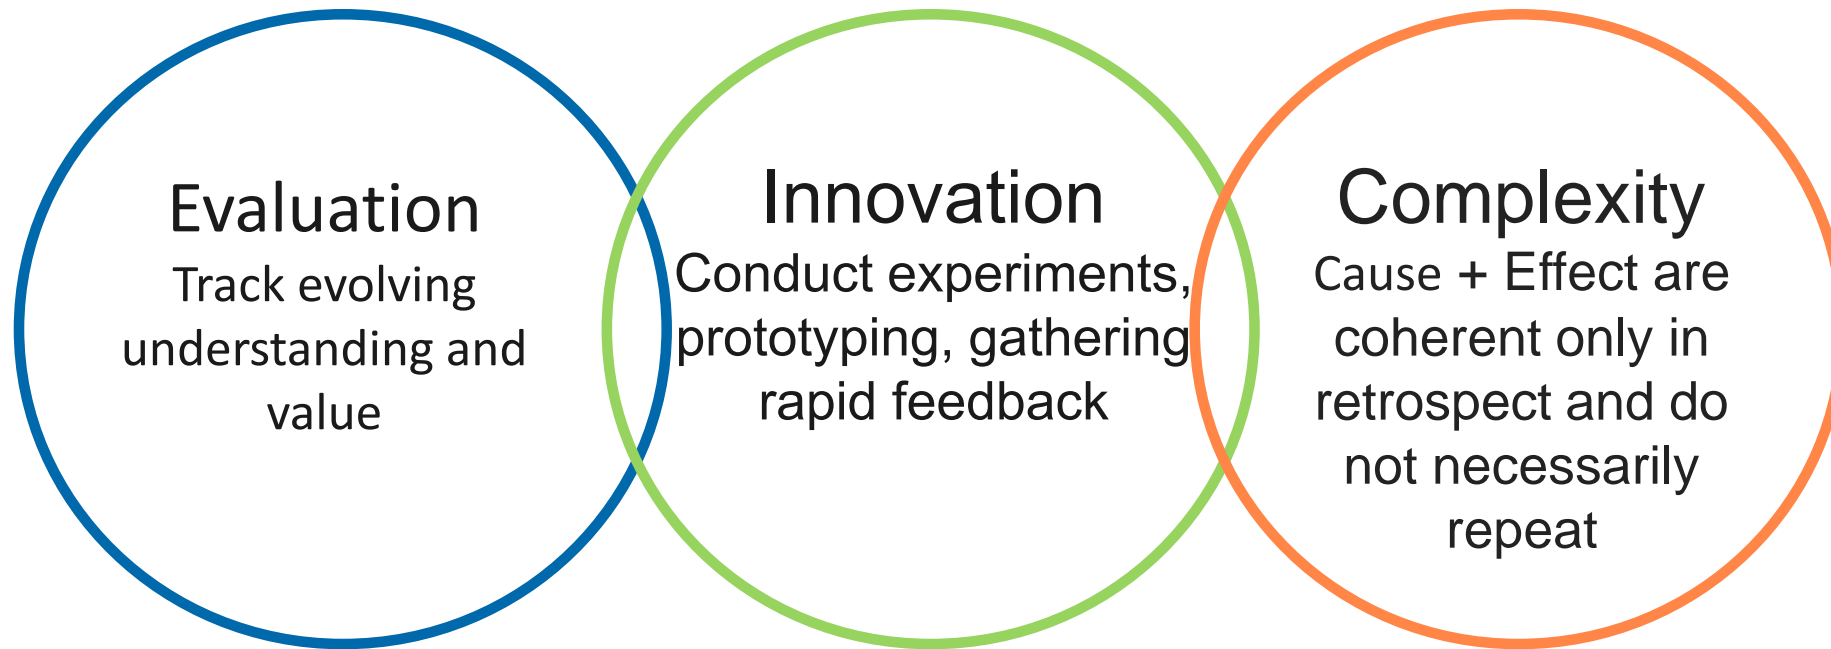 Evaluation
Track evolving
understanding and
value
Innovation
Conduct experiments,
prototyping, gathering
rapid feedback
Complexity
Cause + Effect are
coherent only in
retrospect and do
not necessarily
repeat